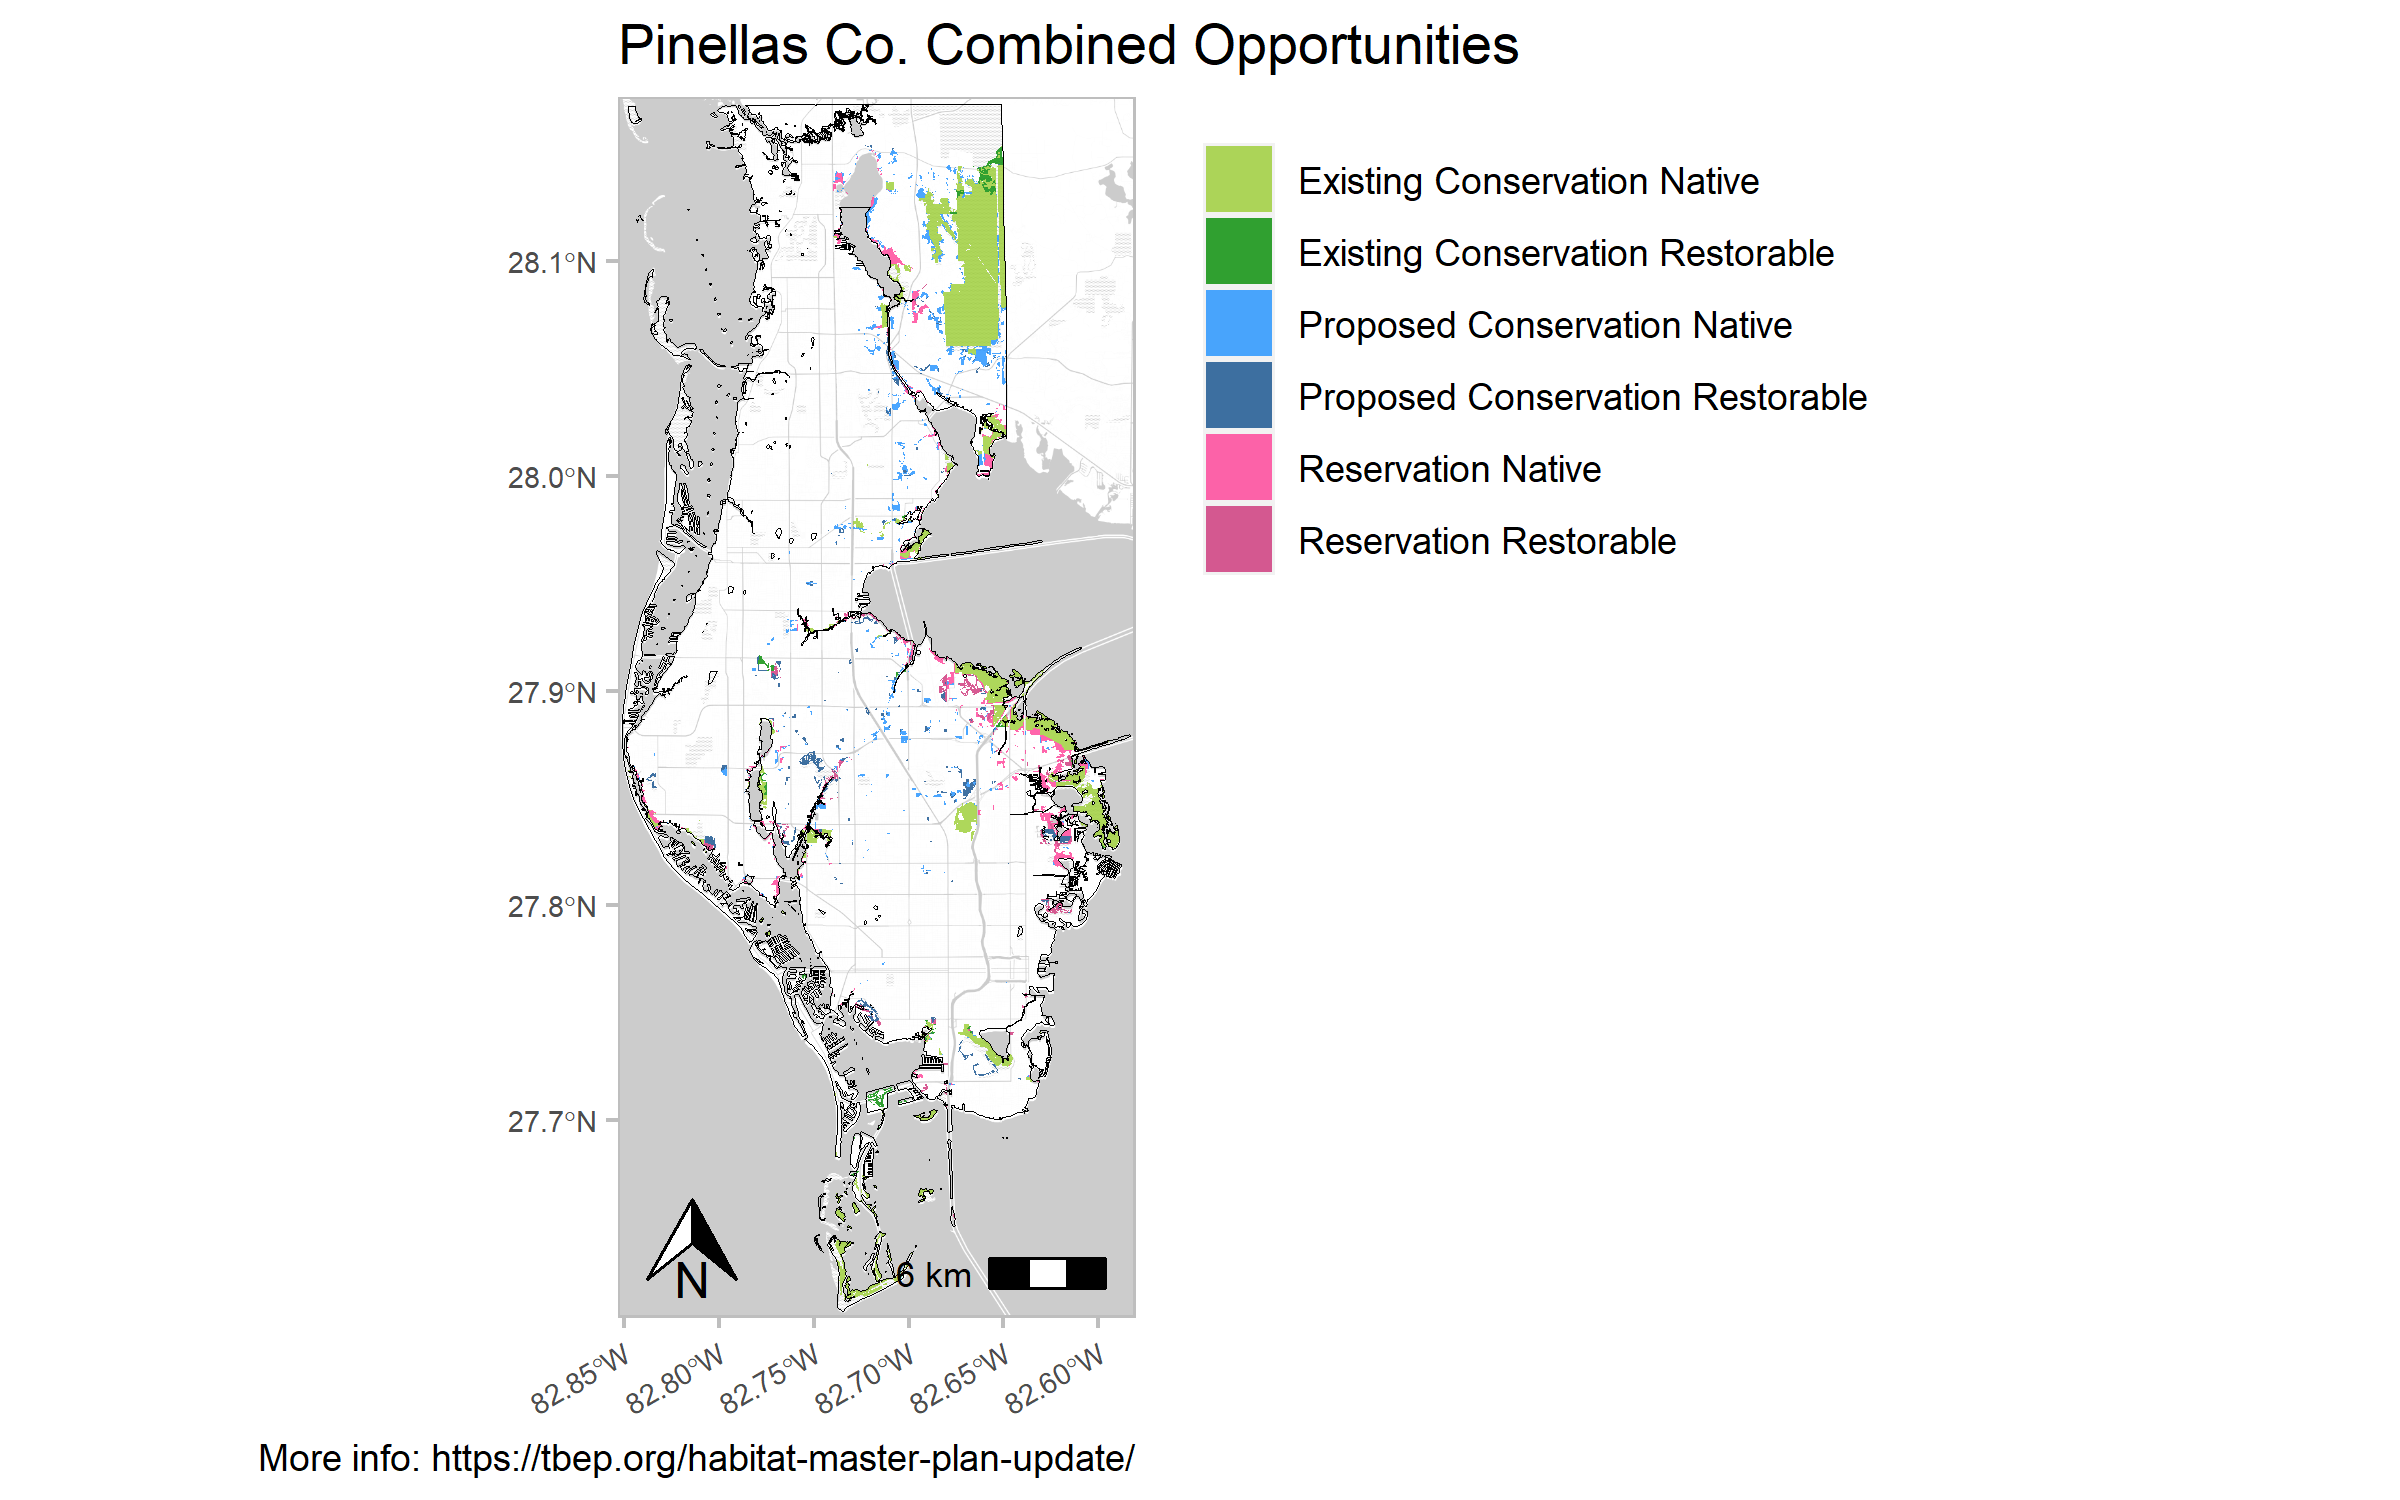 Pinellas Co. Combined Opportunities
Existing Conservation Native
Existing Conservation Restorable
Proposed Conservation Native
Proposed Conservation Restorable
Reservation Native
Reservation Restorable
28.1°N
28.0°N
27.9°N
27.8°N
27.7°N
N
6 km
82.85°W
82.80°W
82.75°W
82.70°W
82.65°W
82.60°W
More info: https://tbep.org/habitat-master-plan-update/